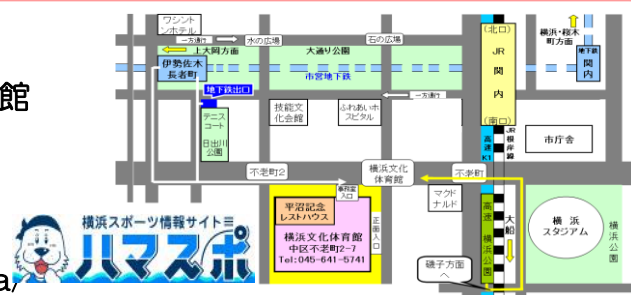 ワシントンホテル
一方通行
水の広場
石の広場
上大岡方面
大通り公園
横浜・桜木町方面
伊勢佐木長者町
市営地下鉄
(北口)
JR
関内
(南口)
地下鉄
関内
館
地下鉄出口
一方通行
テニス
コート
日出川
公園
技能文化会館
ふれあいホスピタル
高速K1
JR根岸線
市庁舎
不老町2
横浜文化
体育館
不老町
事務室
入口
マクドナルド
平沼記念
レストハウス
正面入口
横浜文化体育館
中区不老町2-7
Tel:045-641-5741
高速
横浜公園
大船
横浜
スタジアム
横浜公園
磯子方面
へ
横浜スポーツ情報サイト
ハマスポ
a/